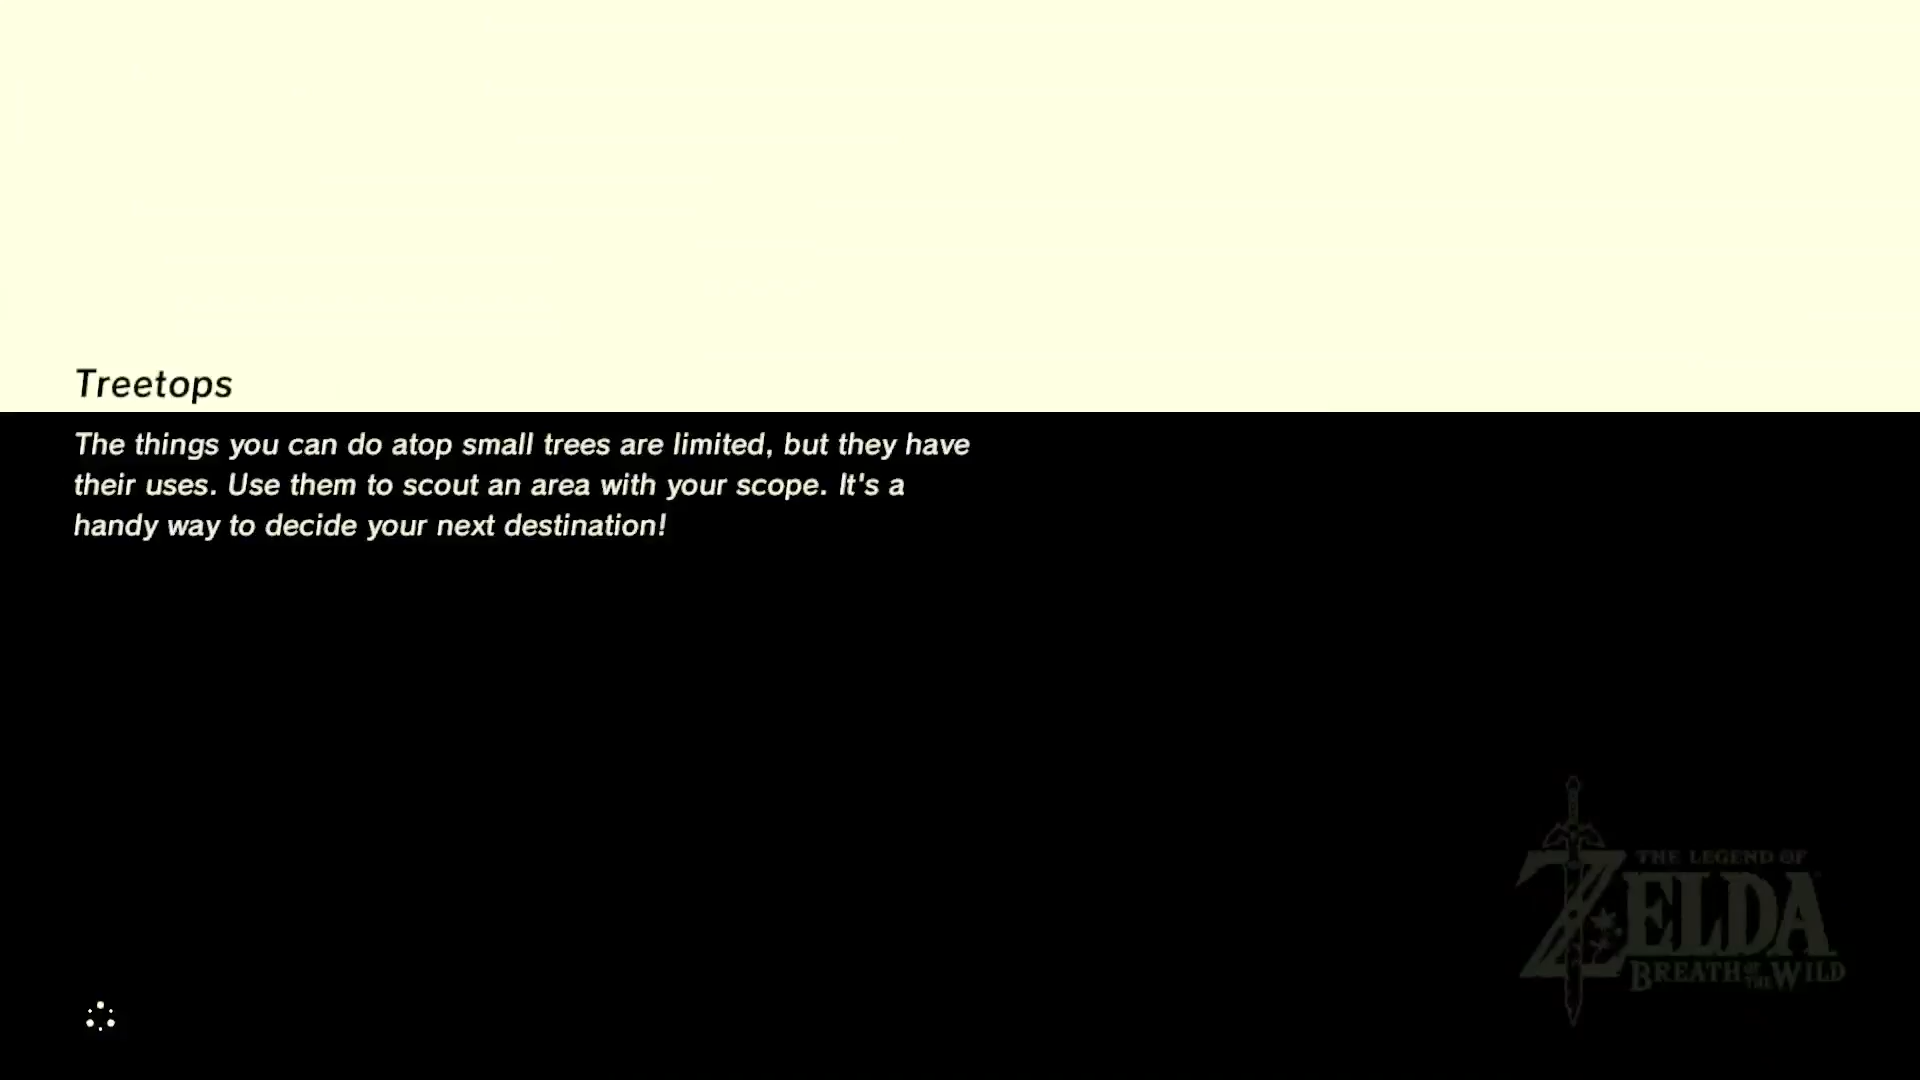 Treetops
The things you can do atop small trees are limited, but they have
their uses. Use them to scout an area with your scope. It's a
handy way to decide your next destination!
THE LEGEND OF
ZELDA
BREATH OF THE WILD